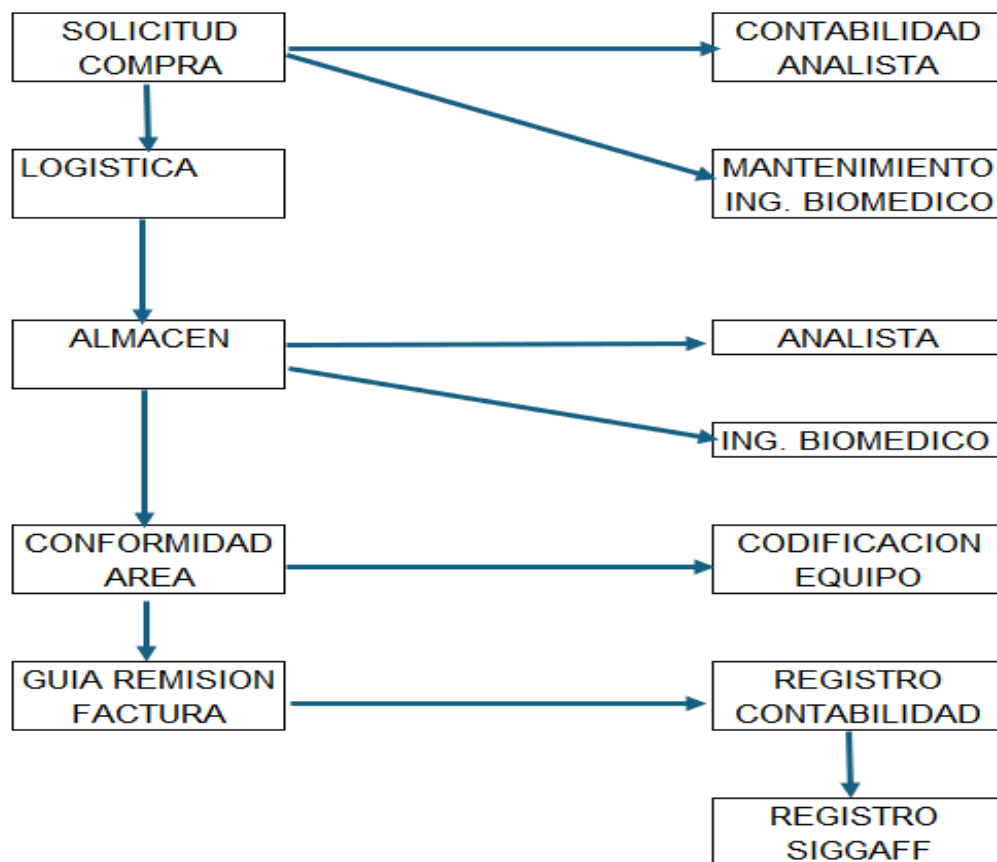 SOLICITUD
COMPRA
CONTABILIDAD
ANALISTA
LOGISTICA
MANTENIMIENTO
ING. BIOMEDICO
ALMACEN
ANALISTA
ING. BIOMEDICO
CONFORMIDAD
AREA
CODIFICACION
EQUIPO
GUIA REMISION
FACTURA
REGISTRO
CONTABILIDAD
REGISTRO
SIGGAFF